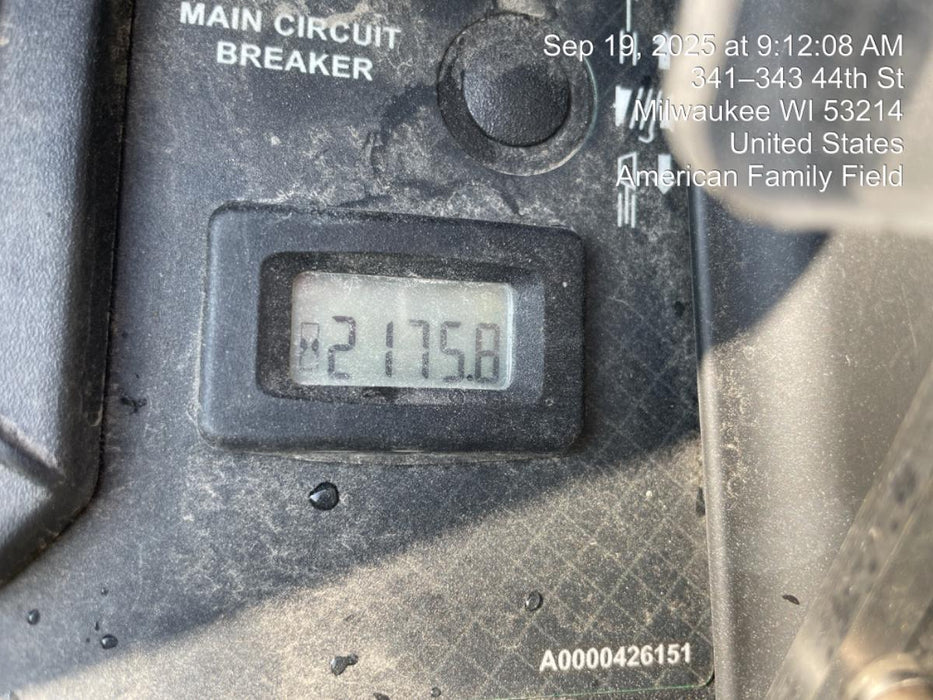 MAIN CIRCUIT
BREAKER
Sep 19, 2025 at 9:12:08 AM
341–343 44th St
Milwaukee WI 53214
United States
American Family Field
2175.8
A0000426151